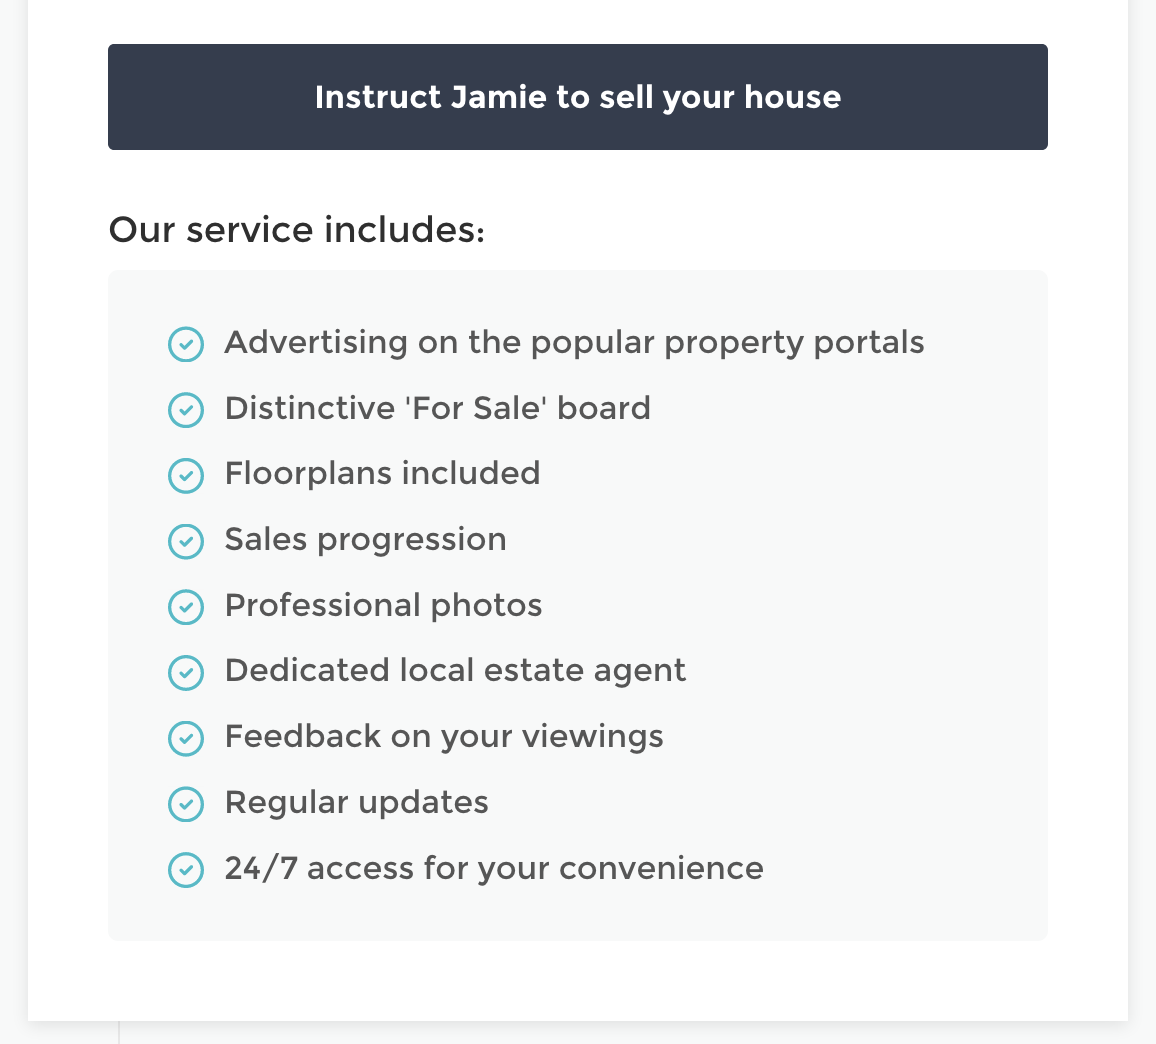 Instruct Jamie to sell your house
Our service includes:
Advertising on the popular property portals
Distinctive 'For Sale' board
Floorplans included
Sales progression
Professional photos
Dedicated local estate agent
Feedback on your viewings
Regular updates
24/7 access for your convenience